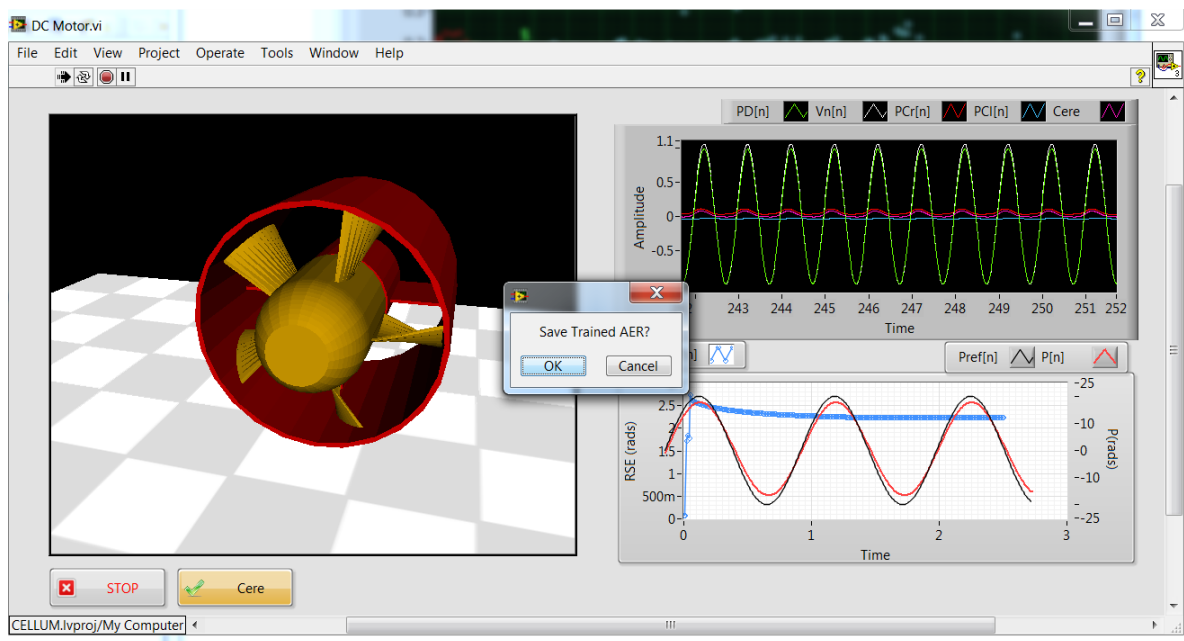 DC Motor.vi
File Edit View Project Operate Tools Window Help
?
3
PD[n] Vn[n] PCr[n] PCl[n] Cere
1.1
0.5
0
-0.5
Amplitude
243 244 245 246 247 248 249 250 251 252
Time
Save Trained AER?
OK Cancel
Pref[n] P[n]
2.5
2
1.5
1
500m
0
RSE (rads)
-25
-10
-0
--10
--25
P(rads)
0 1 2 3
Time
STOP Cere
CELLUM.lvproj/My Computer